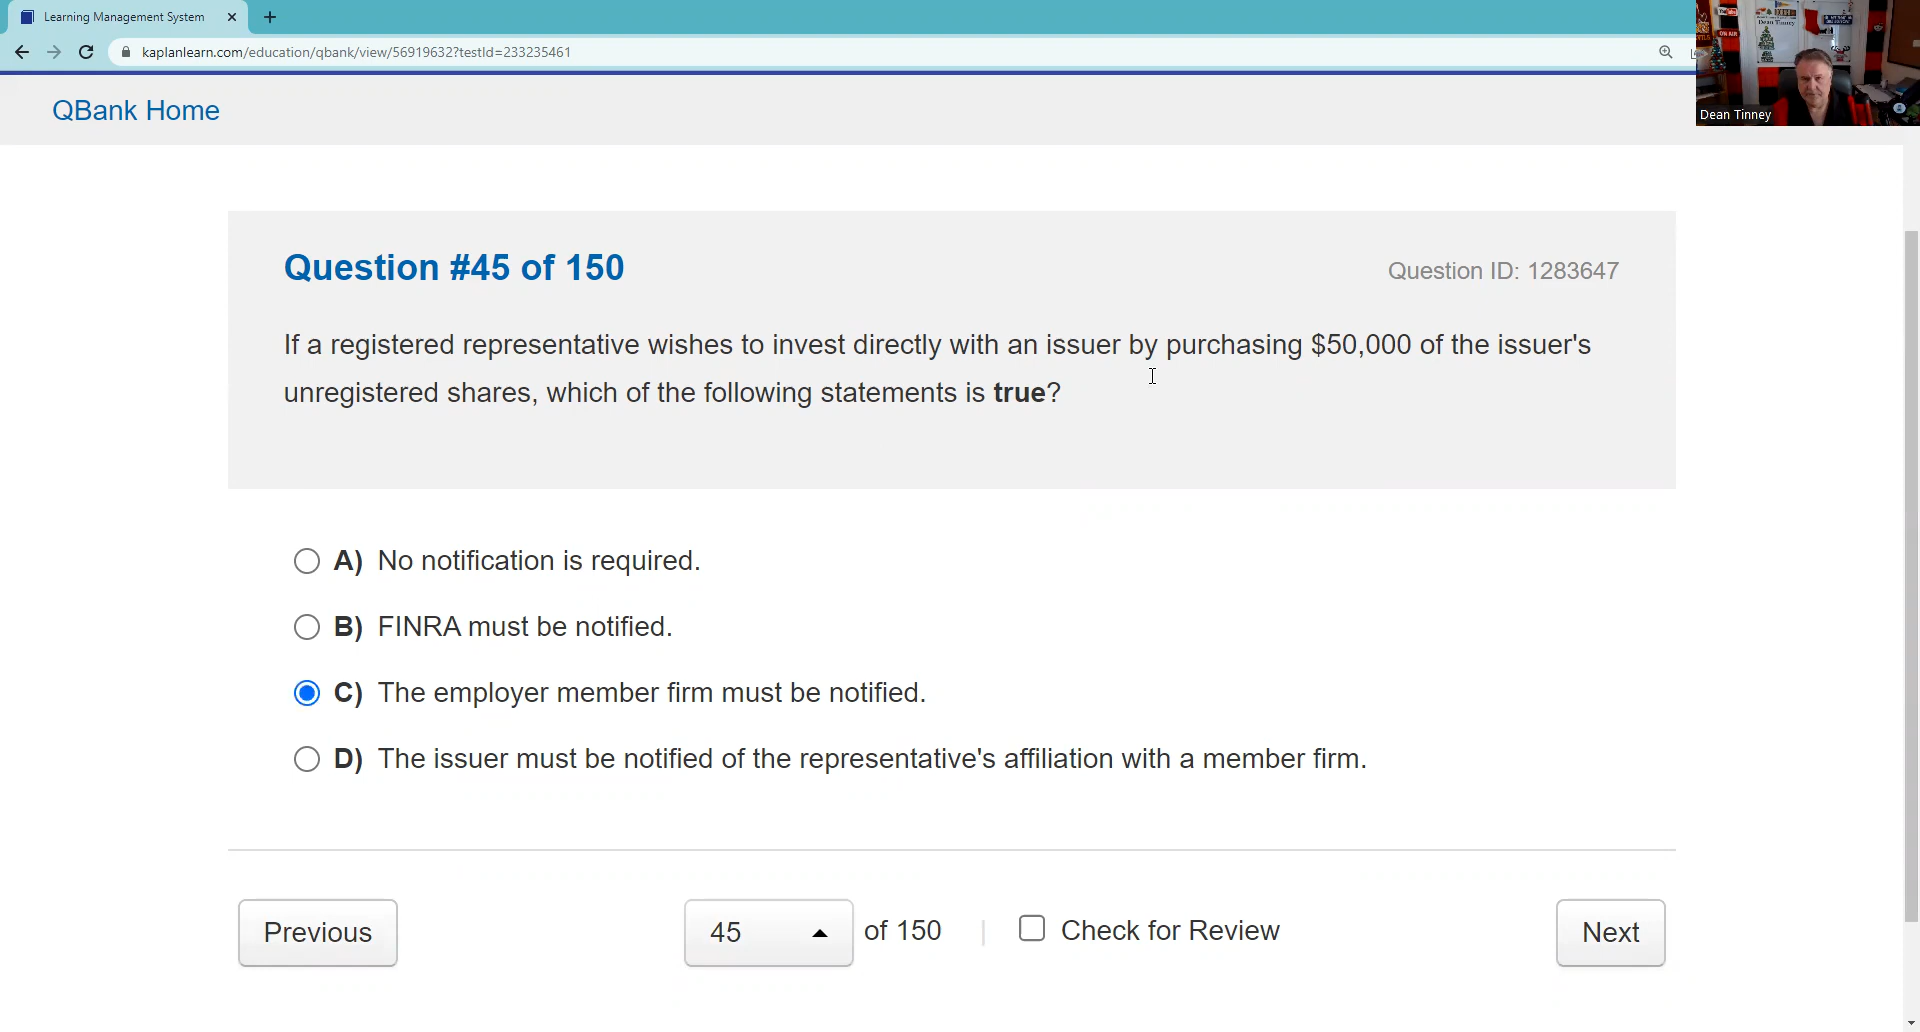 Learning Management System
kaplanlearn.com/education/qbank/view/56919632?testId=233235461
ON AIR
Dean Tinney
QBank Home
Question #45 of 150
Question ID: 1283647
If a registered representative wishes to invest directly with an issuer by purchasing $50,000 of the issuer's
unregistered shares, which of the following statements is true?
A) No notification is required.
B) FINRA must be notified.
C) The employer member firm must be notified.
D) The issuer must be notified of the representative's affiliation with a member firm.
Previous
45
of 150
Check for Review
Next